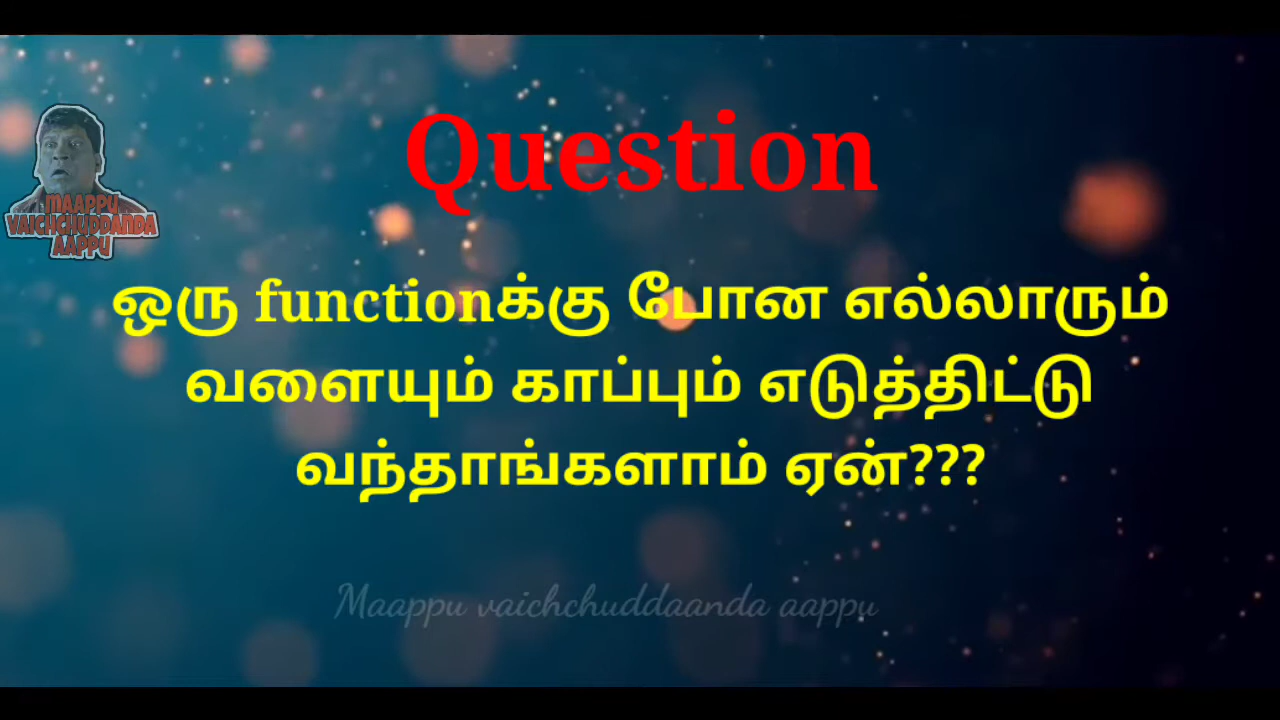 Question
MAAPPU
VAICHCHUDDANDA
AAPPU
ஒரு functionக்கு போன எல்லாரும்
வளையும் காப்பும் எடுத்திட்டு
வந்தாங்களாம் ஏன்???
Maappu vaichchuddaanda aappu